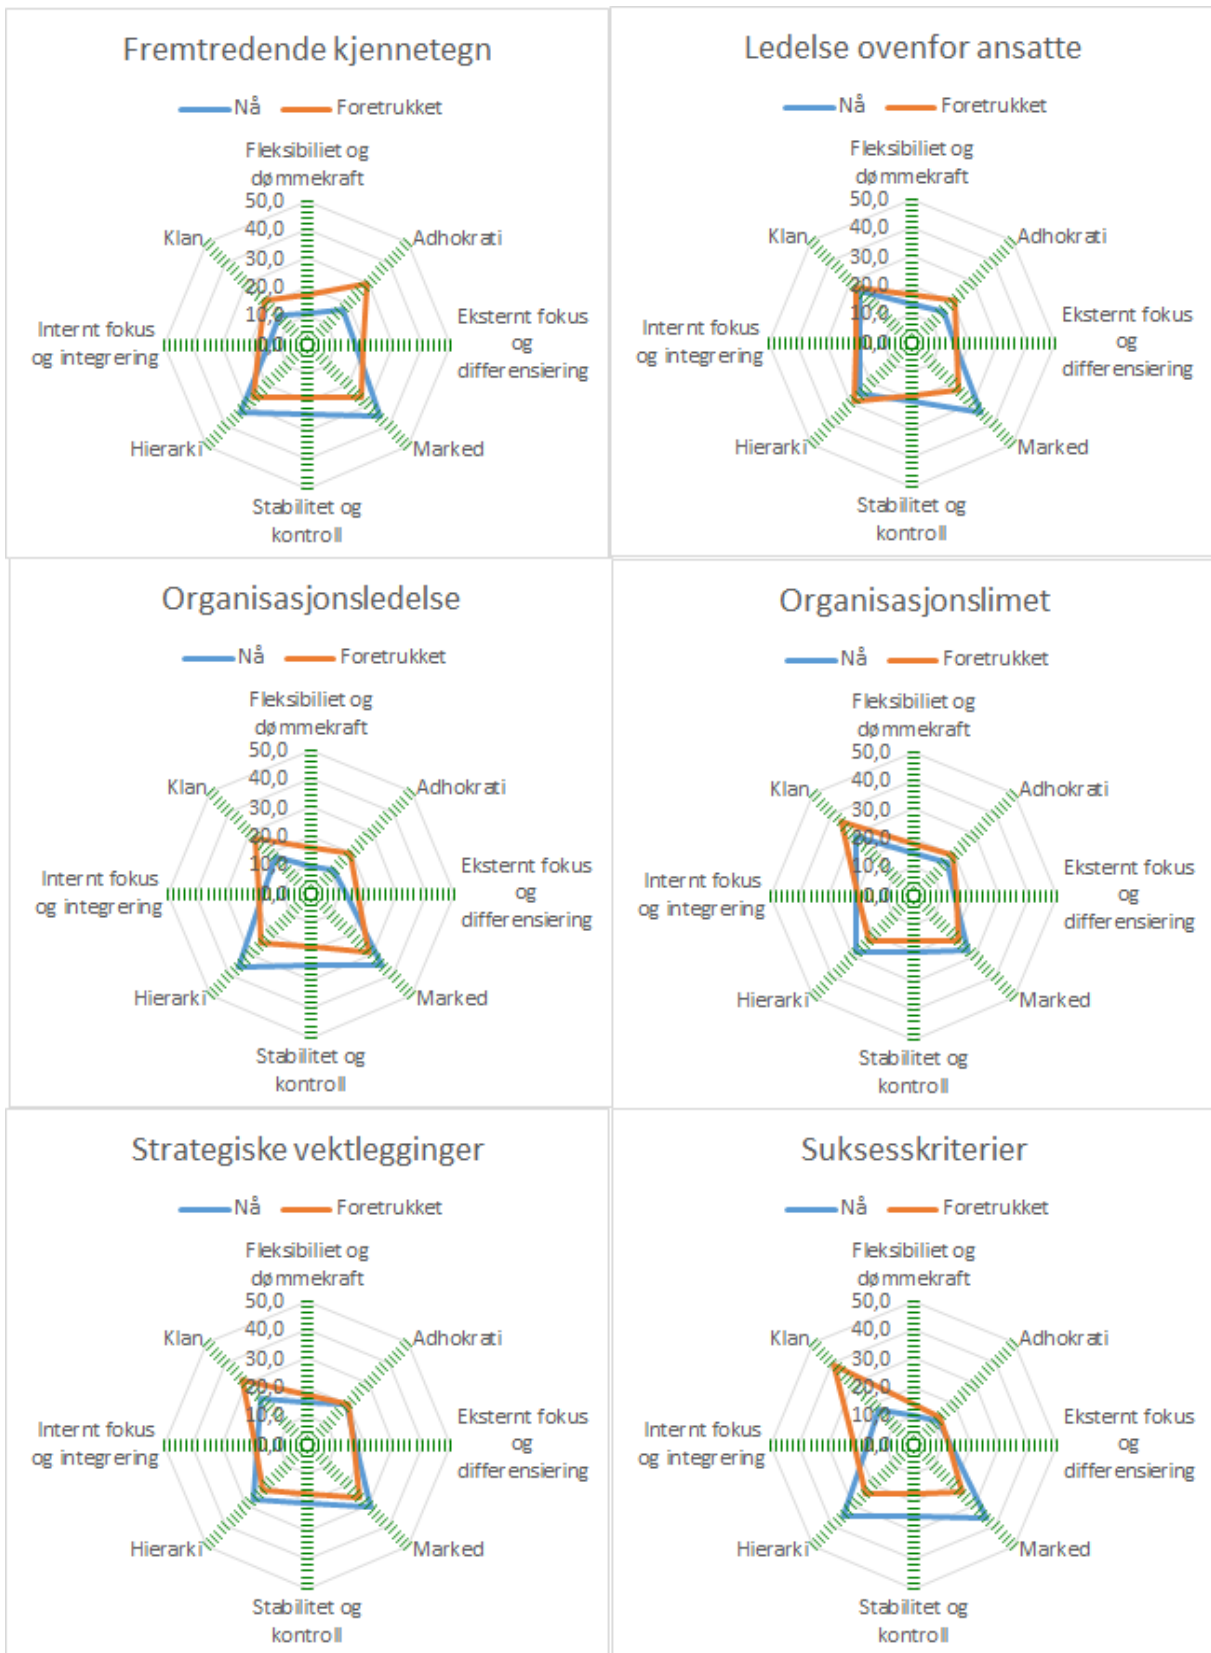 Fremtredende kjennetegn
Nå
Foretrukket
Fleksibiliet og
dømmekraft
50,0
40,0
30,0
20,0
10,0
0,0
Klan
Adhokrati
Internt fokus
og integrering
Eksternt fokus
og
differensiering
Hierarki
Marked
Stabilitet og
kontroll
Ledelse ovenfor ansatte
Nå
Foretrukket
Fleksibiliet og
dømmekraft
50,0
40,0
30,0
20,0
10,0
0,0
Klan
Adhokrati
Internt fokus
og integrering
Eksternt fokus
og
differensiering
Hierarki
Marked
Stabilitet og
kontroll
Organisasjonsledelse
Nå
Foretrukket
Fleksibiliet og
dømmekraft
50,0
40,0
30,0
20,0
10,0
0,0
Klan
Adhokrati
Internt fokus
og integrering
Eksternt fokus
og
differensiering
Hierarki
Marked
Stabilitet og
kontroll
Organisasjonslimet
Nå
Foretrukket
Fleksibiliet og
dømmekraft
50,0
40,0
30,0
20,0
10,0
0,0
Klan
Adhokrati
Internt fokus
og integrering
Eksternt fokus
og
differensiering
Hierarki
Marked
Stabilitet og
kontroll
Strategiske vektlegginger
Nå
Foretrukket
Fleksibiliet og
dømmekraft
50,0
40,0
30,0
20,0
10,0
0,0
Klan
Adhokrati
Internt fokus
og integrering
Eksternt fokus
og
differensiering
Hierarki
Marked
Stabilitet og
kontroll
Suksesskriterier
Nå
Foretrukket
Fleksibiliet og
dømmekraft
50,0
40,0
30,0
20,0
10,0
0,0
Klan
Adhokrati
Internt fokus
og integrering
Eksternt fokus
og
differensiering
Hierarki
Marked
Stabilitet og
kontroll